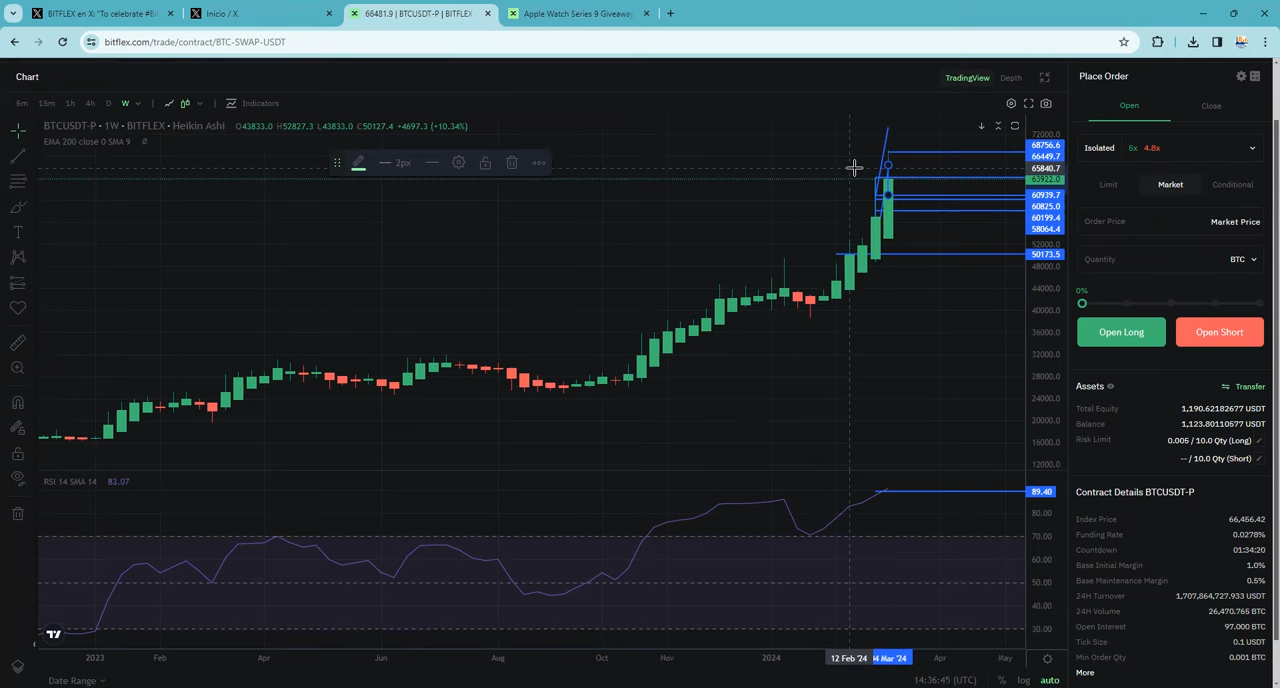 BITFLEX en X: "To celebrate #Bi
Inicio / X
66481.9 | BTCUSDT-P | BITFLEX
Apple Watch Series 9 Giveaway
bitflex.com/trade/contract/BTC-SWAP-USDT
Chart
TradingView Depth
5m 15m 1h 4h D W Indicators
BTCUSDT-P • 1W • BITFLEX • Heikin Ashi O43833.0 H52827.3 L43833.0 C50127.4 +4697.3 (+10.34%)
EMA 200 close 0 SMA 9
2px
72000.0
68756.6
66449.7
65840.7
63922.0
60939.7
60825.0
60199.4
58064.4
52000.0
50173.5
48000.0
44000.0
40000.0
36000.0
32000.0
28000.0
24000.0
20000.0
16000.0
12000.0
RSI 14 SMA 14 83.07
89.40
80.00
70.00
60.00
50.00
40.00
30.00
2023 Feb Apr Jun Aug Oct Nov 2024 12 Feb '24 04 Mar '24 Apr May
Date Range 14:36:45 (UTC) % log auto
Place Order
Open Close
Isolated 5x 4.8x
Limit Market Conditional
Order Price Market Price
Quantity BTC
0%
Open Long Open Short
Assets Transfer
Total Equity 1,190.62182677 USDT
Balance 1,123.80110577 USDT
Risk Limit 0.005 / 10.0 Qty (Long)
-- / 10.0 Qty (Short)
Contract Details BTCUSDT-P
Index Price 66,456.42
Funding Rate 0.0278%
Countdown 01:34:20
Base Initial Margin 1.0%
Base Maintenance Margin 0.5%
24H Turnover 1,707,864,727.933 USDT
24H Volume 26,470.765 BTC
Open Interest 97.000 BTC
Tick Size 0.1 USDT
Min Order Qty 0.001 BTC
More